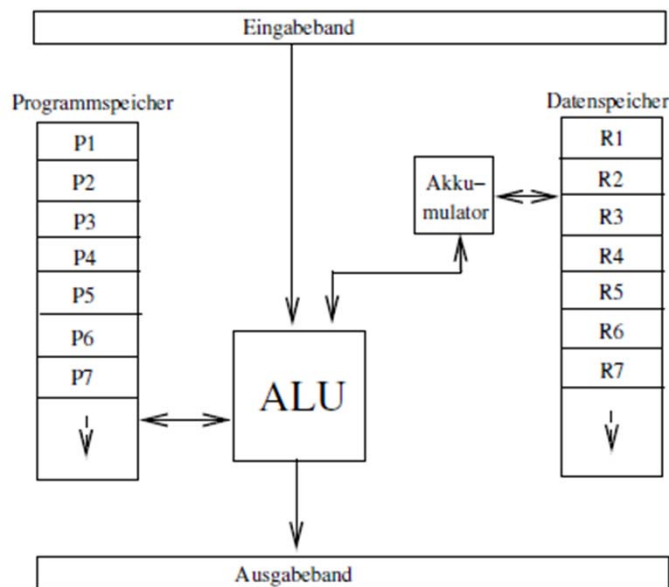 Eingabeband
Programmspeicher
P1
P2
P3
P4
P5
P6
P7
Akku-
mulator
Datenspeicher
R1
R2
R3
R4
R5
R6
R7
ALU
Ausgabeband